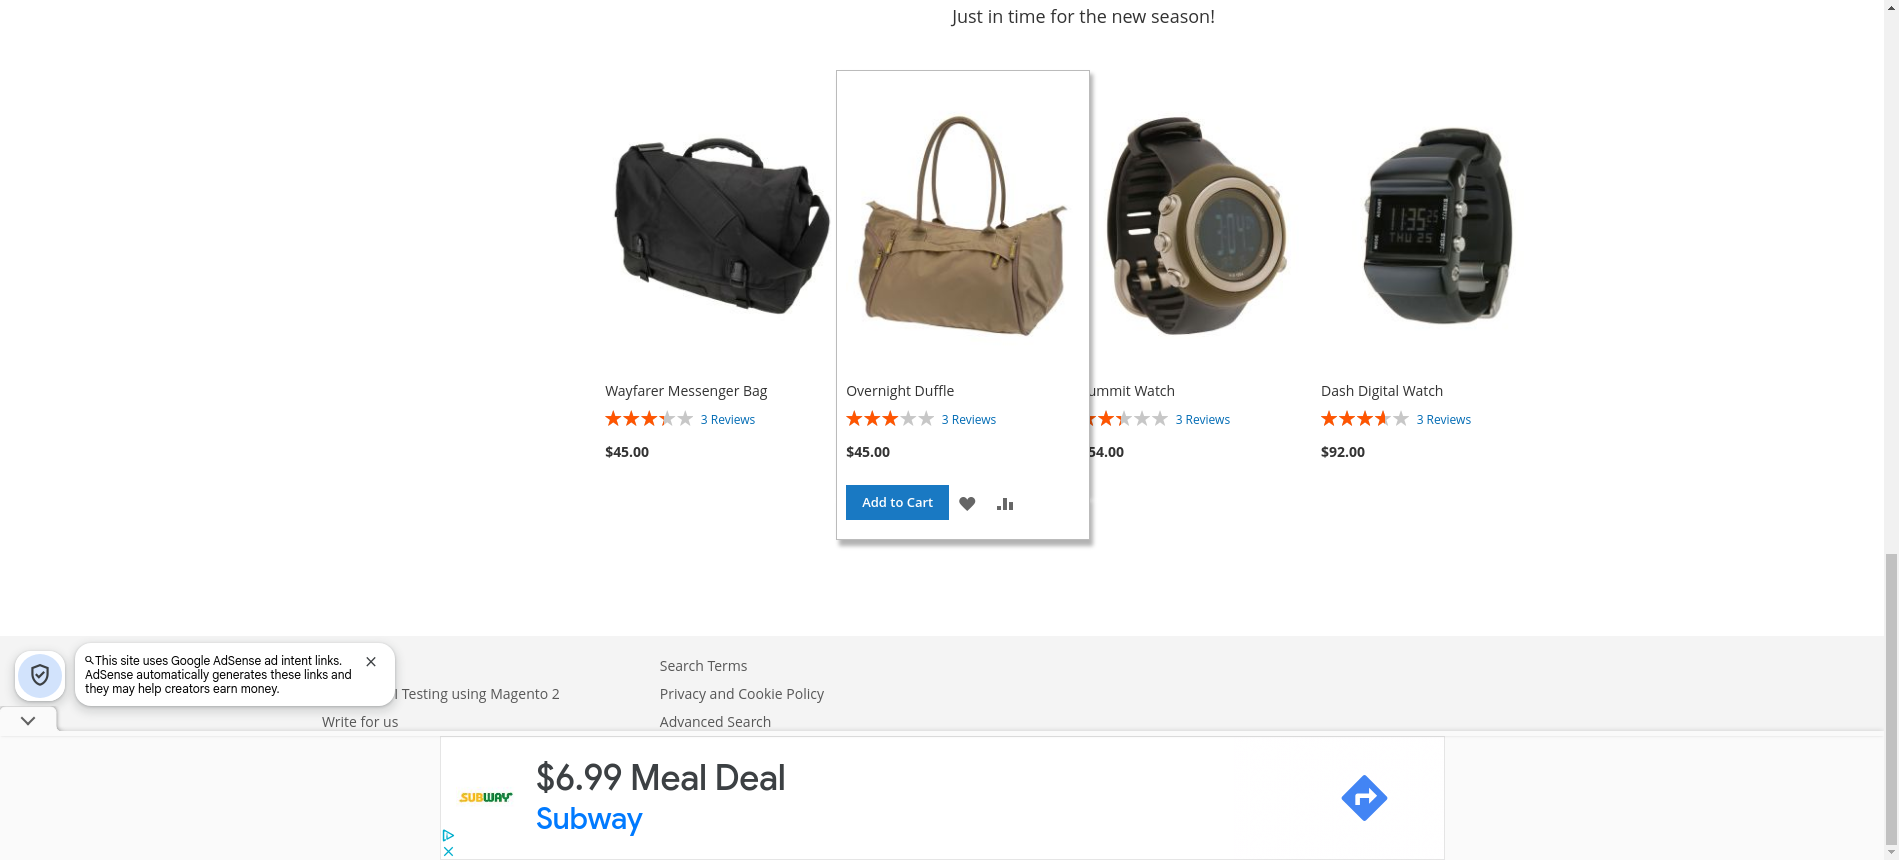 Just in time for the new season!
Wayfarer Messenger Bag
3 Reviews
$45.00
Overnight Duffle
3 Reviews
$45.00
Add to Cart
ummit Watch
3 Reviews
54.00
Dash Digital Watch
3 Reviews
$92.00
This site uses Google AdSense ad intent links.
AdSense automatically generates these links and
they may help creators earn money.
Testing using Magento 2
Write for us
Search Terms
Privacy and Cookie Policy
Advanced Search
SUBWAY
$6.99 Meal Deal
Subway